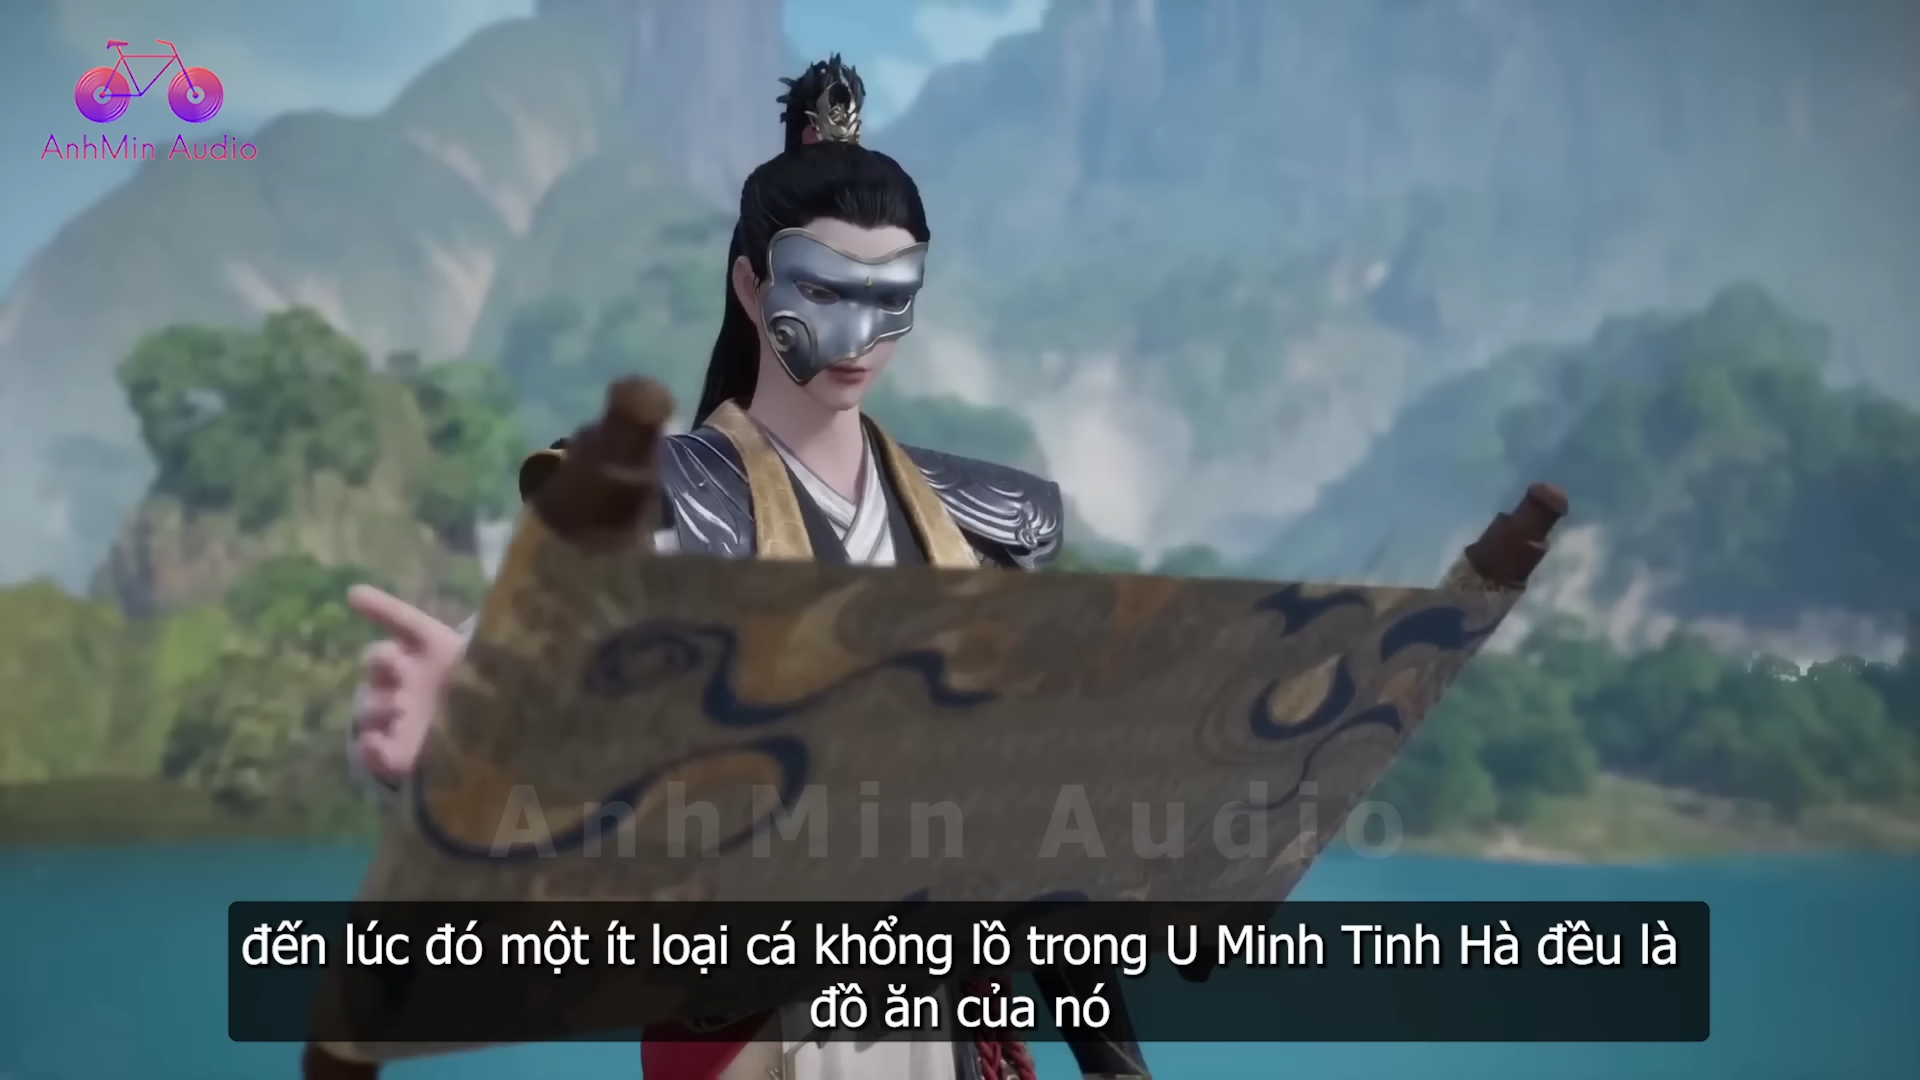 AnhMin Audio
AnhMin Audio
đến lúc đó một ít loại cá khổng lồ trong U Minh Tinh Hà đều là
đồ ăn của nó